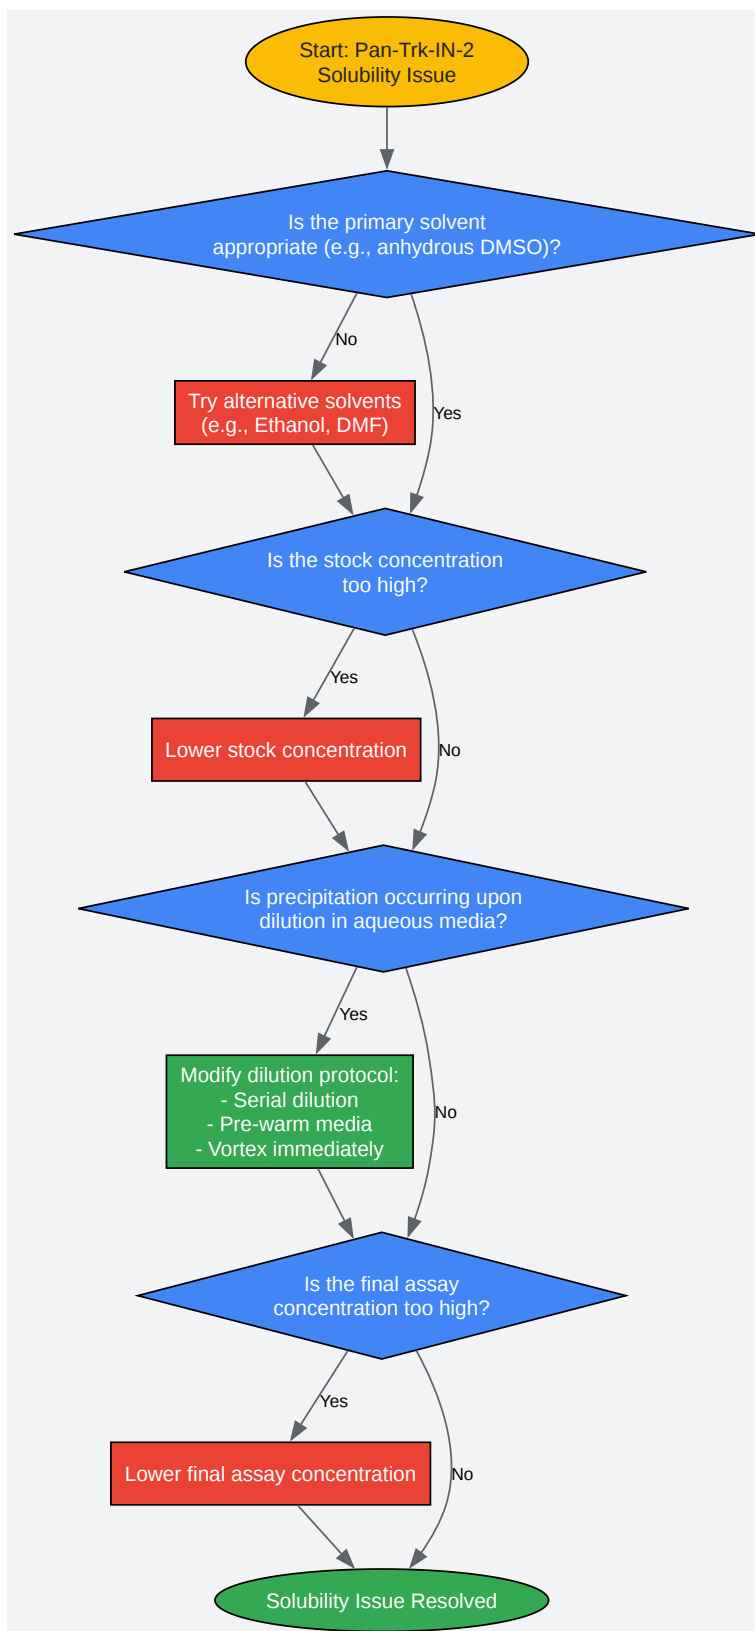 Start: Pan-Trk-IN-2
Solubility Issue
Is the primary solvent
appropriate (e.g., anhydrous DMSO)?
No
Yes
Try alternative solvents
(e.g., Ethanol, DMF)
Is the stock concentration
too high?
Yes
No
Lower stock concentration
Is precipitation occurring upon
dilution in aqueous media?
Yes
No
Modify dilution protocol:
- Serial dilution
- Pre-warm media
- Vortex immediately
Is the final assay
concentration too high?
Yes
No
Lower final assay concentration
Solubility Issue Resolved